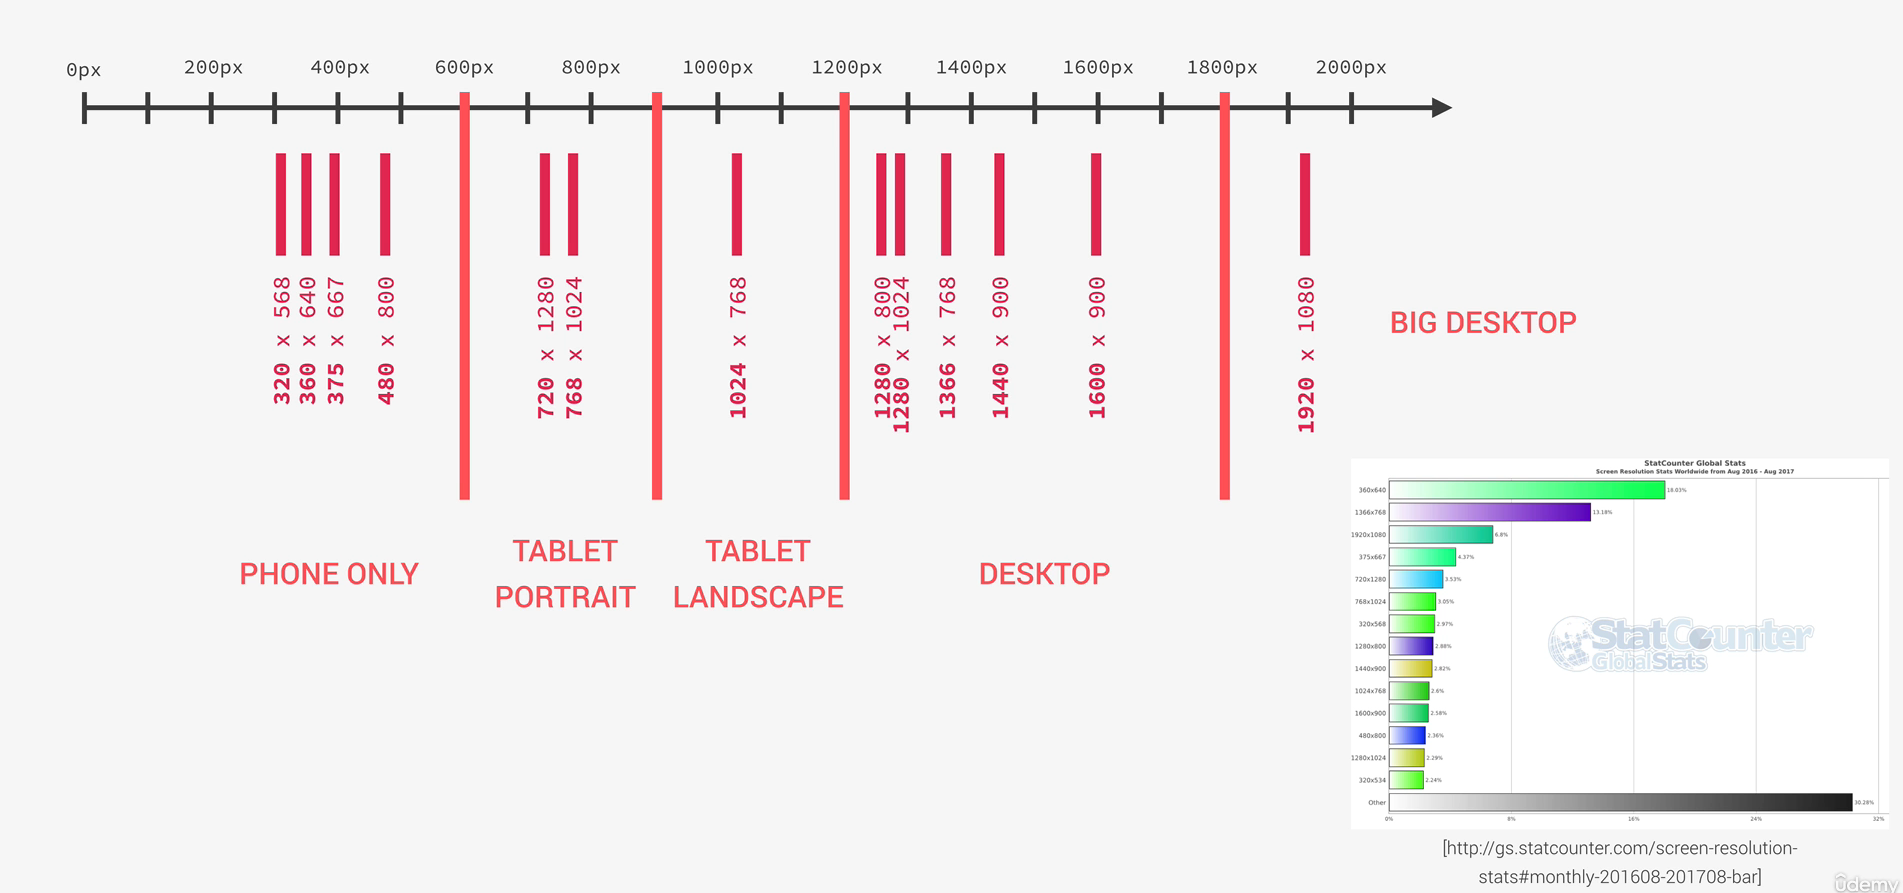 0px 200px 400px 600px 800px 1000px 1200px 1400px 1600px 1800px 2000px
320 x 568
360 x 640
375 x 667
480 x 800
720 x 1280
768 x 1024
1024 x 768
1280 x 800
1280 x 1024
1366 x 768
1440 x 900
1600 x 900
1920 x 1080
BIG DESKTOP
PHONE ONLY
TABLET
PORTRAIT
TABLET
LANDSCAPE
DESKTOP
StatCounter Global Stats
Screen Resolution Stats Worldwide from Aug 2016 - Aug 2017
360x640 18.03%
1366x768 13.18%
1920x1080 6.8%
375x667 4.37%
720x1280 3.53%
768x1024 3.05%
320x568 2.97%
1280x800 2.88%
1440x900 2.82%
1024x768 2.6%
1600x900 2.58%
480x800 2.36%
1280x1024 2.29%
320x534 2.24%
Other 30.28%
0% 8% 16% 24% 32%
StatCounter
GlobalStats
[http://gs.statcounter.com/screen-resolution-
stats#monthly-201608-201708-bar]
ûdemy